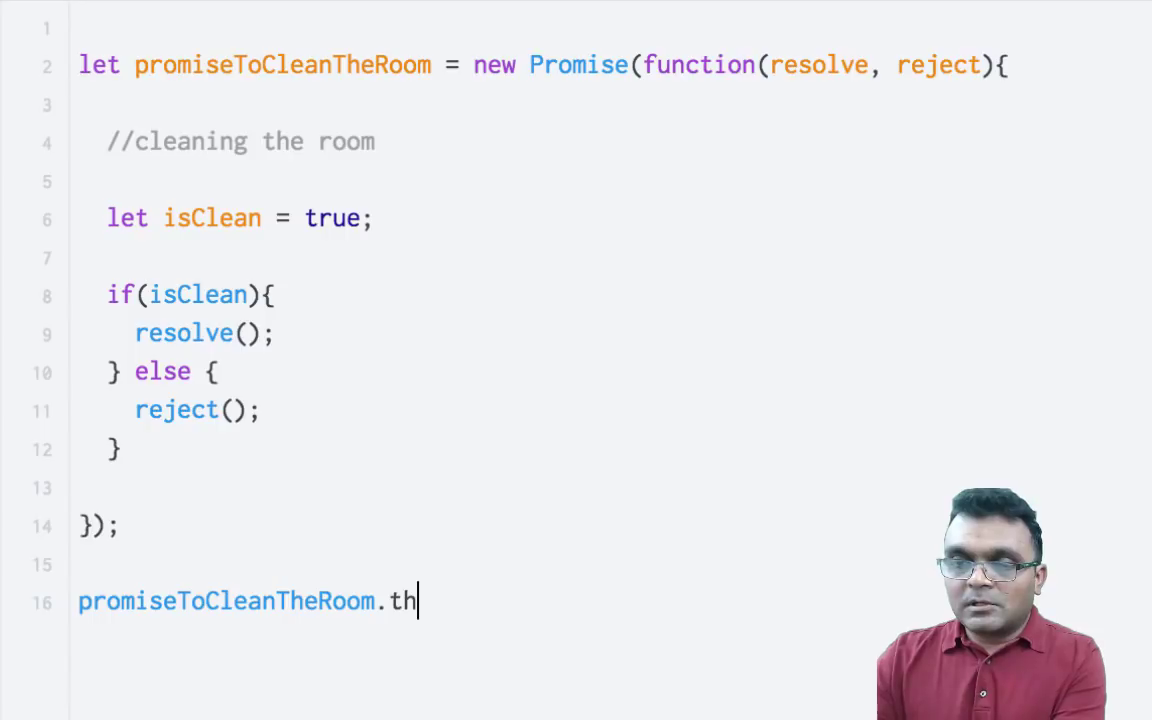 1
2 let promiseToCleanTheRoom = new Promise(function(resolve, reject){
3
4 //cleaning the room
5
6 let isClean = true;
7
8 if(isClean){
9 resolve();
10 } else {
11 reject();
12 }
13
14 });
15
16 promiseToCleanTheRoom.th